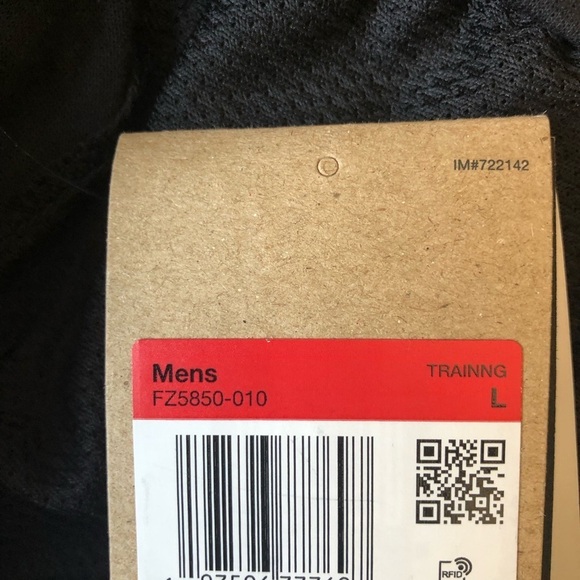 IM#722142
Mens
TRAINNG
FZ5850-010
L
RFID